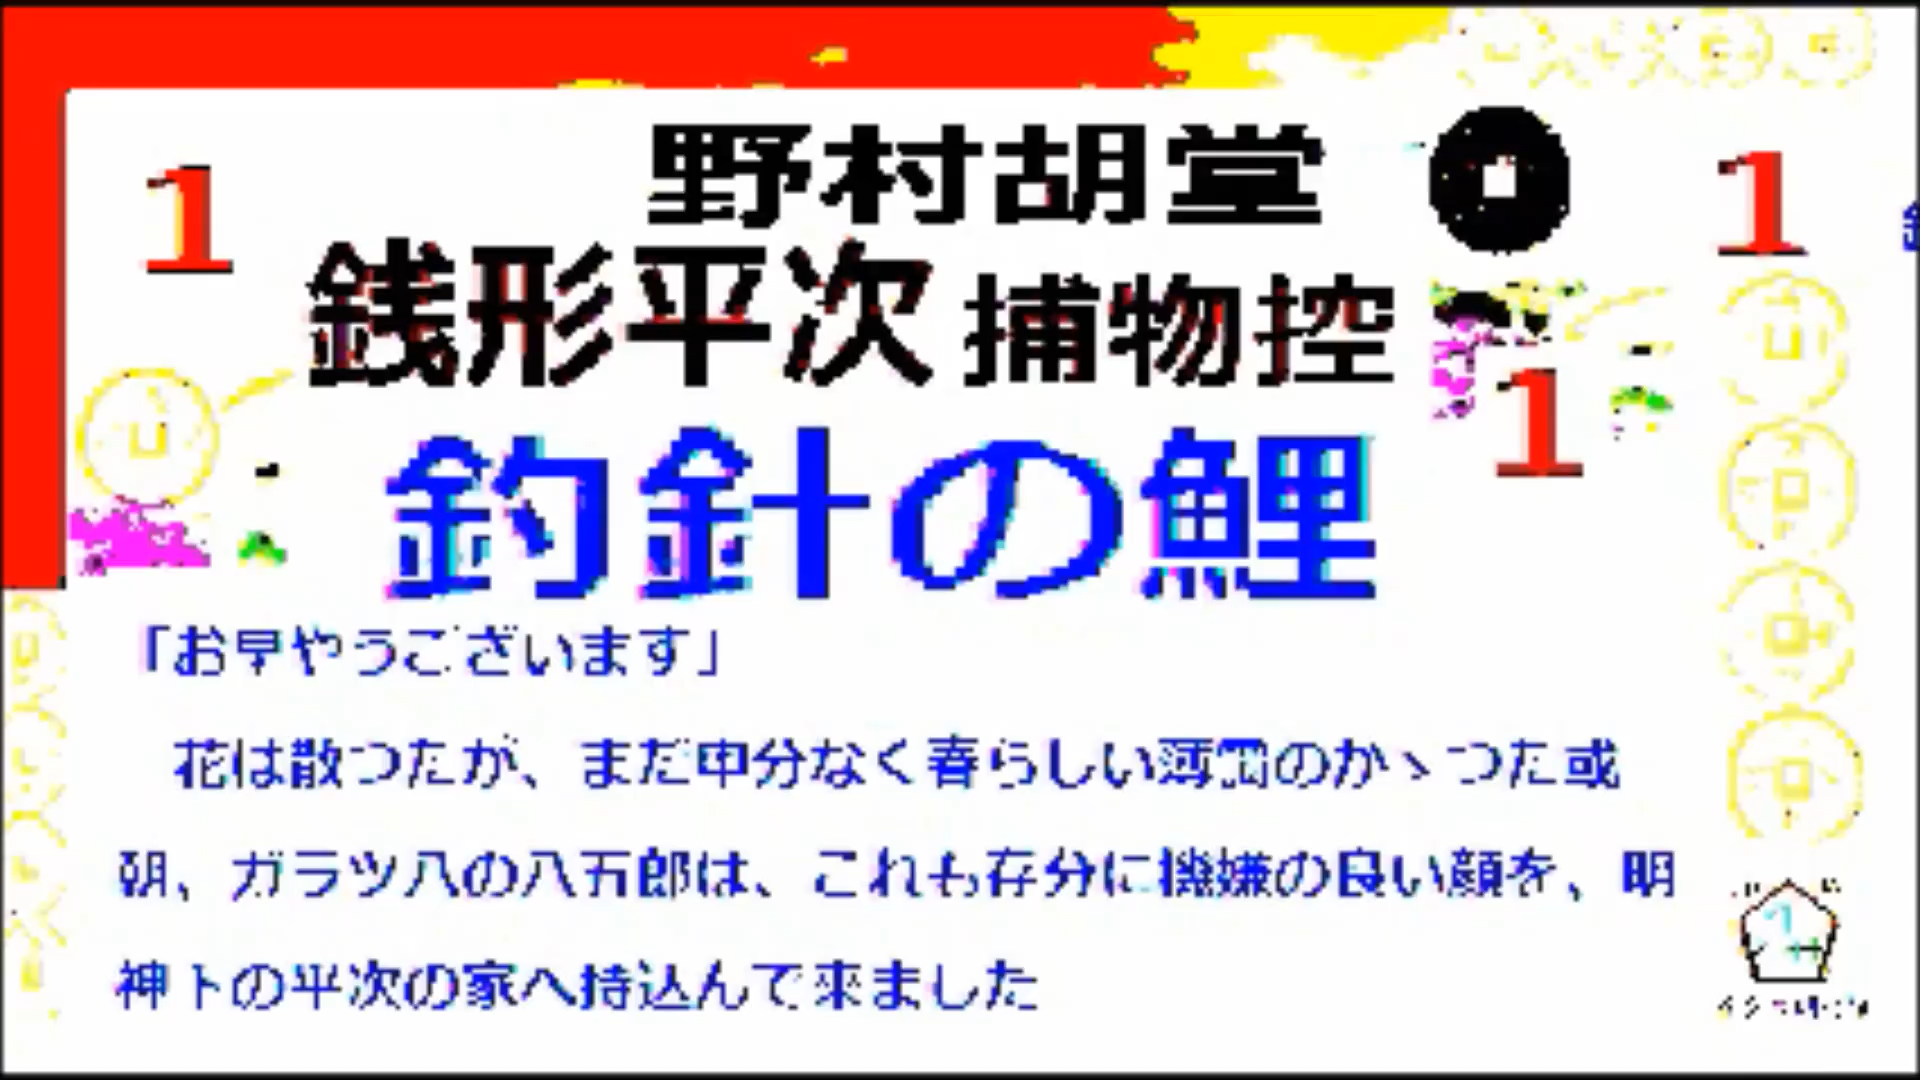 野村胡堂
1
1
銭形平次 捕物控
1
釣針の鯉
「お早やうございます」
花は散つたが、まだ申分なく春らしい薄靄のかゝつた或
朝、ガラツ八の八五郎は、これも存分に機嫌の良い顔を、明
神下の平次の家へ持込んで來ました